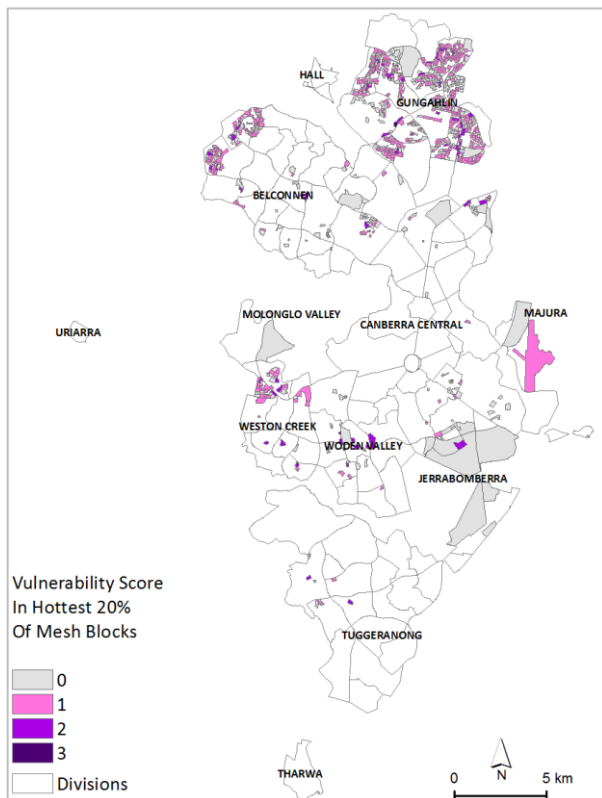 HALL
GUNGAHLIN
BELCONNEN
MOLONGLO VALLEY
MAJURA
CANBERRA CENTRAL
URIARRA
WESTON CREEK
WODEN VALLEY
JERRABOMBERRA
Vulnerability Score
In Hottest 20%
Of Mesh Blocks
TUGGERANONG
0
1
2
3
Divisions
THARWA
N
0 5 km